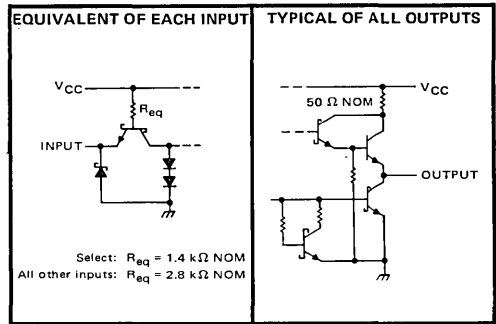 EQUIVALENT OF EACH INPUT
VCC
Req
INPUT
Select: Req = 1.4 kΩ NOM
All other inputs: Req = 2.8 kΩ NOM
TYPICAL OF ALL OUTPUTS
VCC
50 Ω NOM
OUTPUT